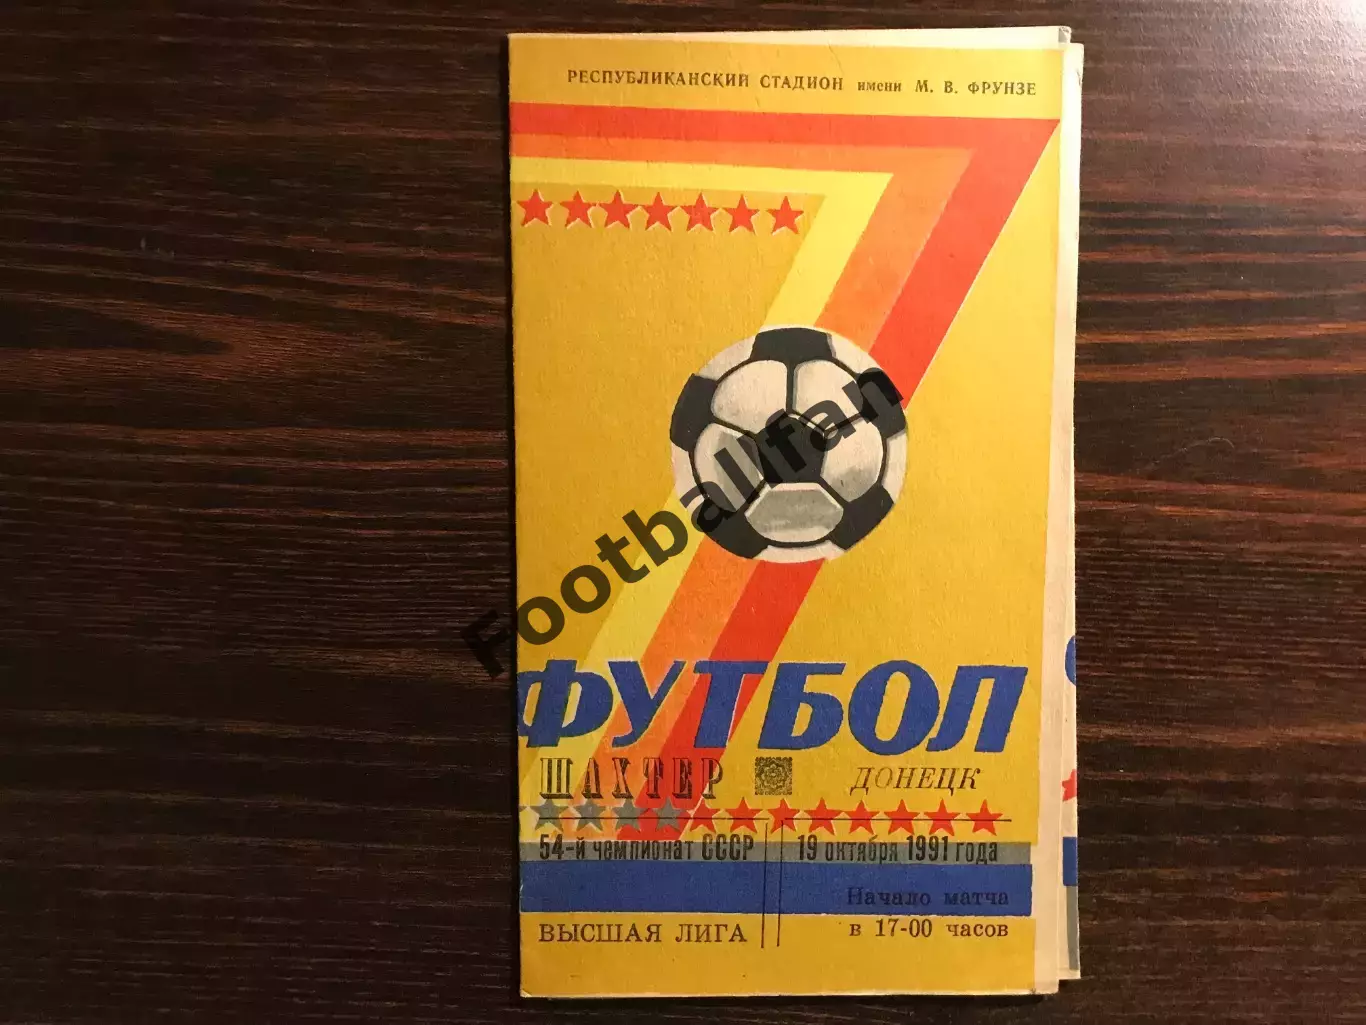 РЕСПУБЛИКАНСКИЙ СТАДИОН имени М. В. ФРУНЗЕ
7
Footballfan
ФУТБОЛ
ШАХТЕР ДОНЕЦК
54-й чемпионат СССР 19 октября 1991 года
Начало матча
ВЫСШАЯ ЛИГА в 17-00 часов